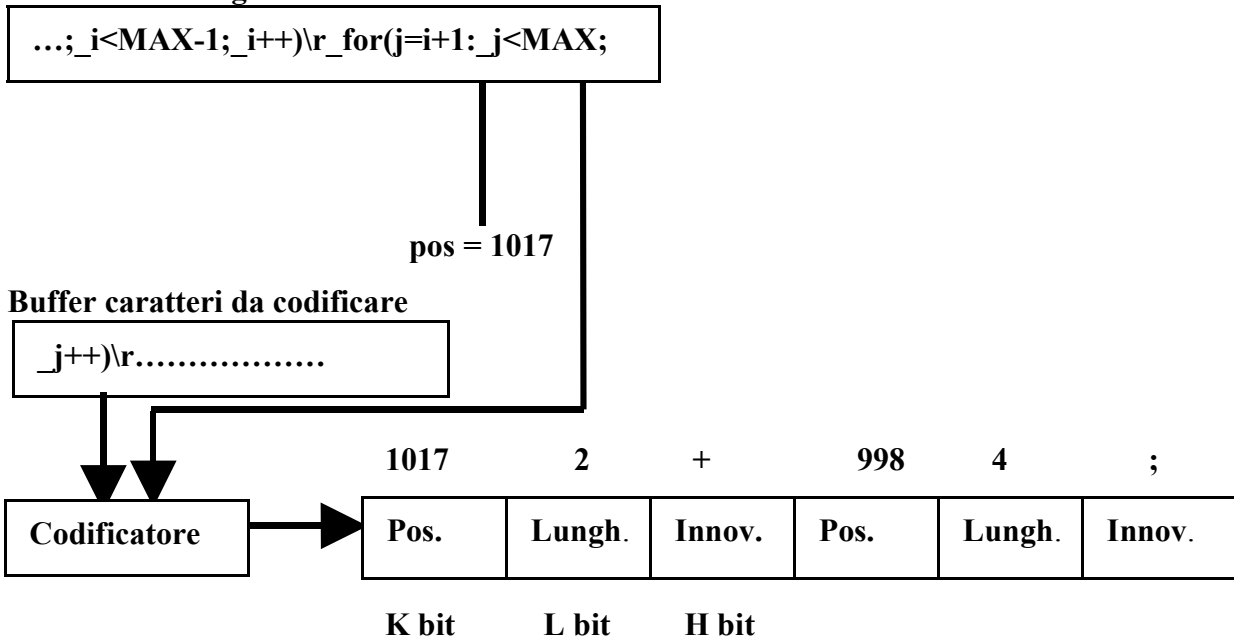 …;_i<MAX-1;_i++)\r_for(j=i+1:_j<MAX;
pos = 1017
Buffer caratteri da codificare
_j++)\r………………
1017 2 + 998 4 ;
Codificatore Pos. Lungh. Innov. Pos. Lungh. Innov.
K bit L bit H bit